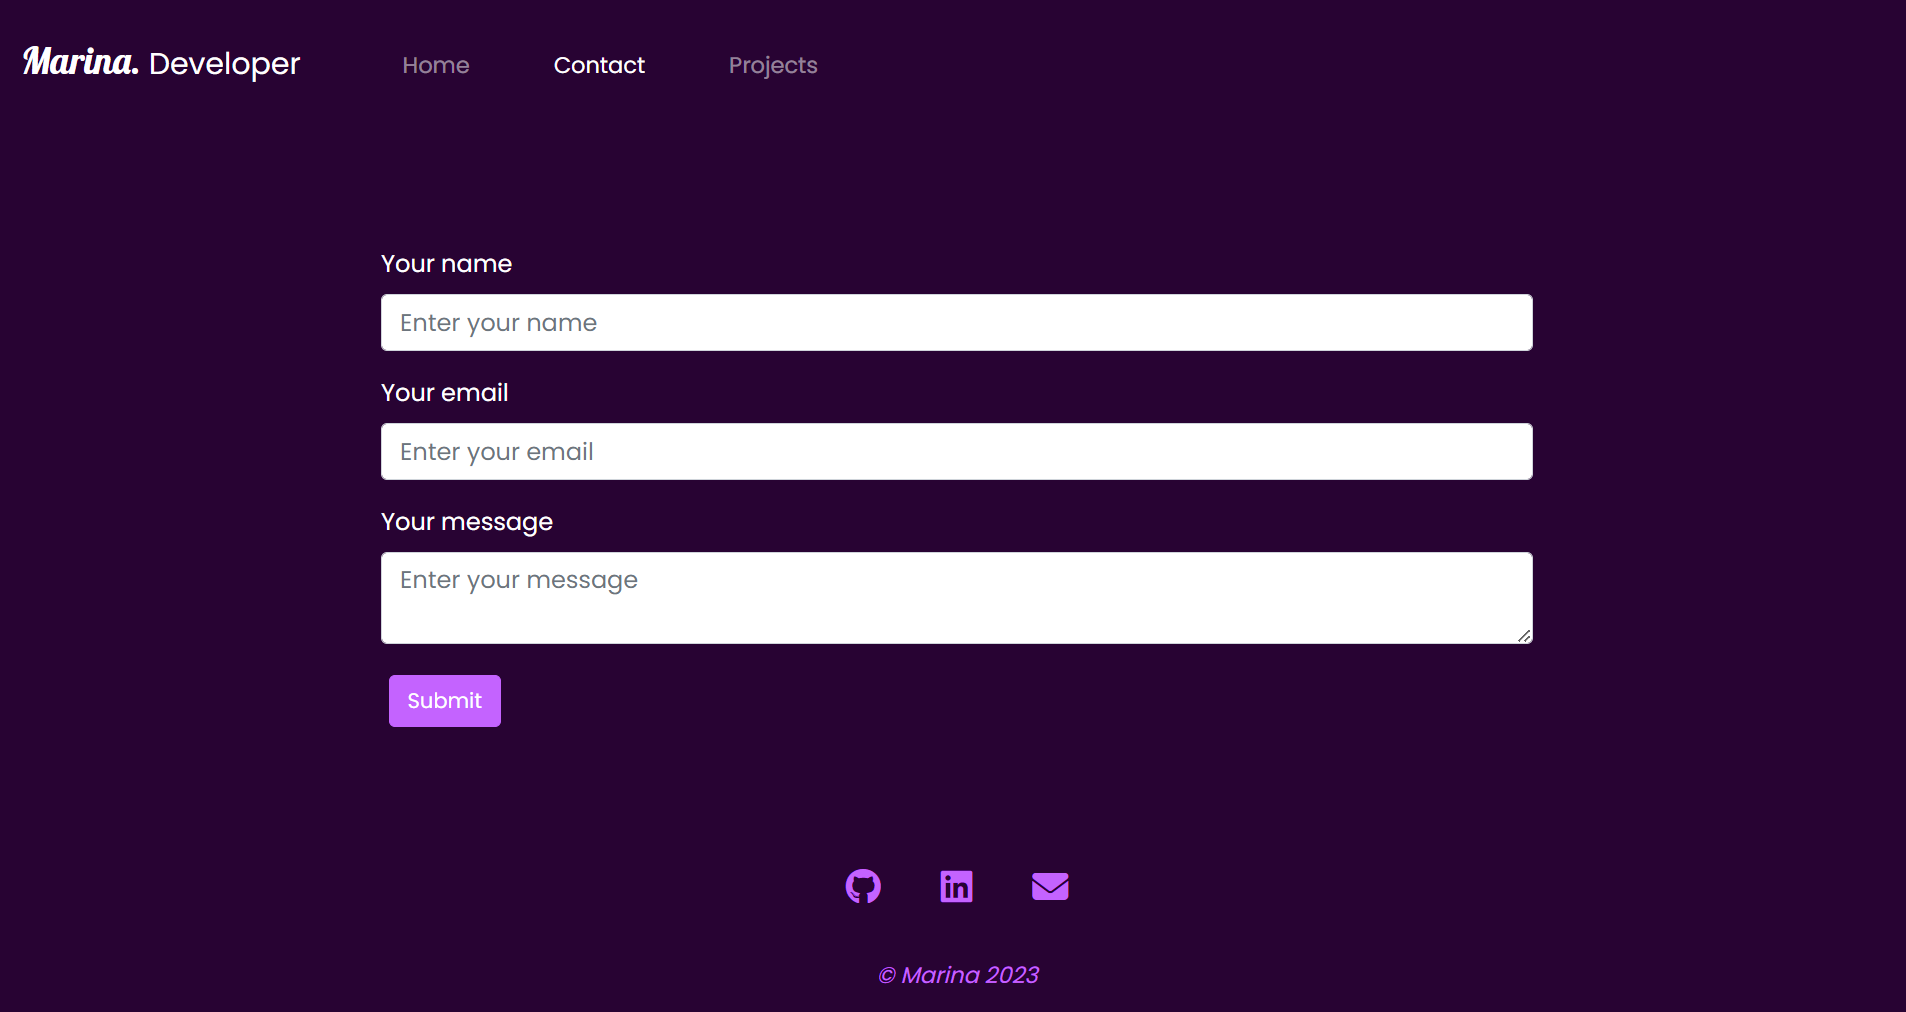 Marina. Developer Home Contact Projects
Your name
Enter your name
Your email
Enter your email
Your message
Enter your message
Submit
in
© Marina 2023